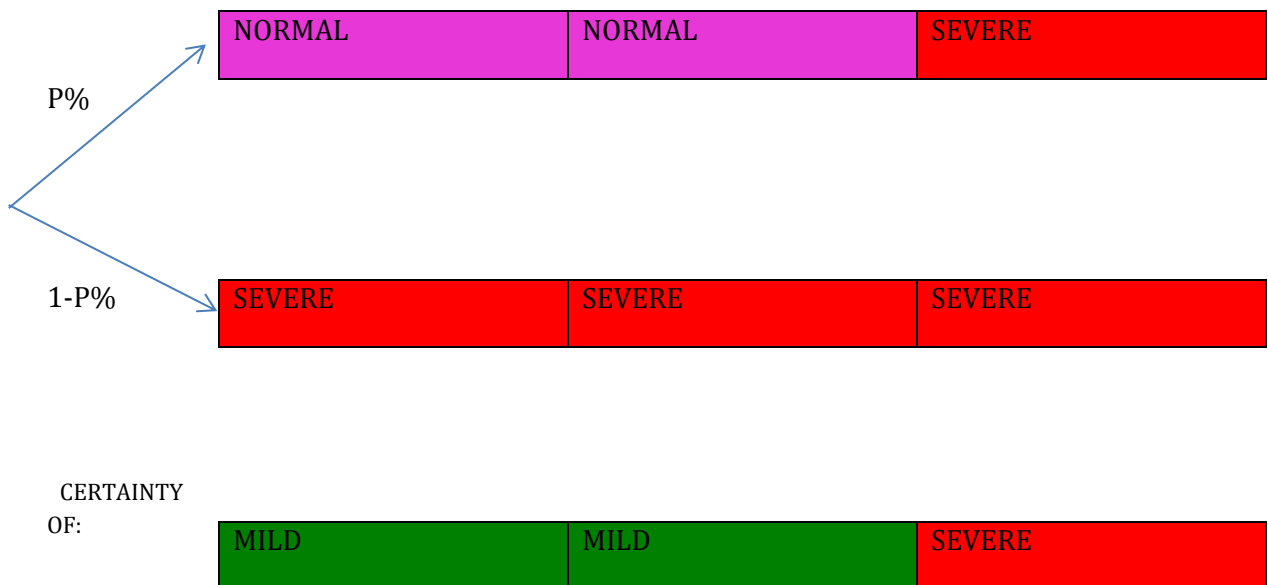 NORMAL NORMAL SEVERE
P%
1-P% SEVERE SEVERE SEVERE
CERTAINTY
OF:
MILD MILD SEVERE